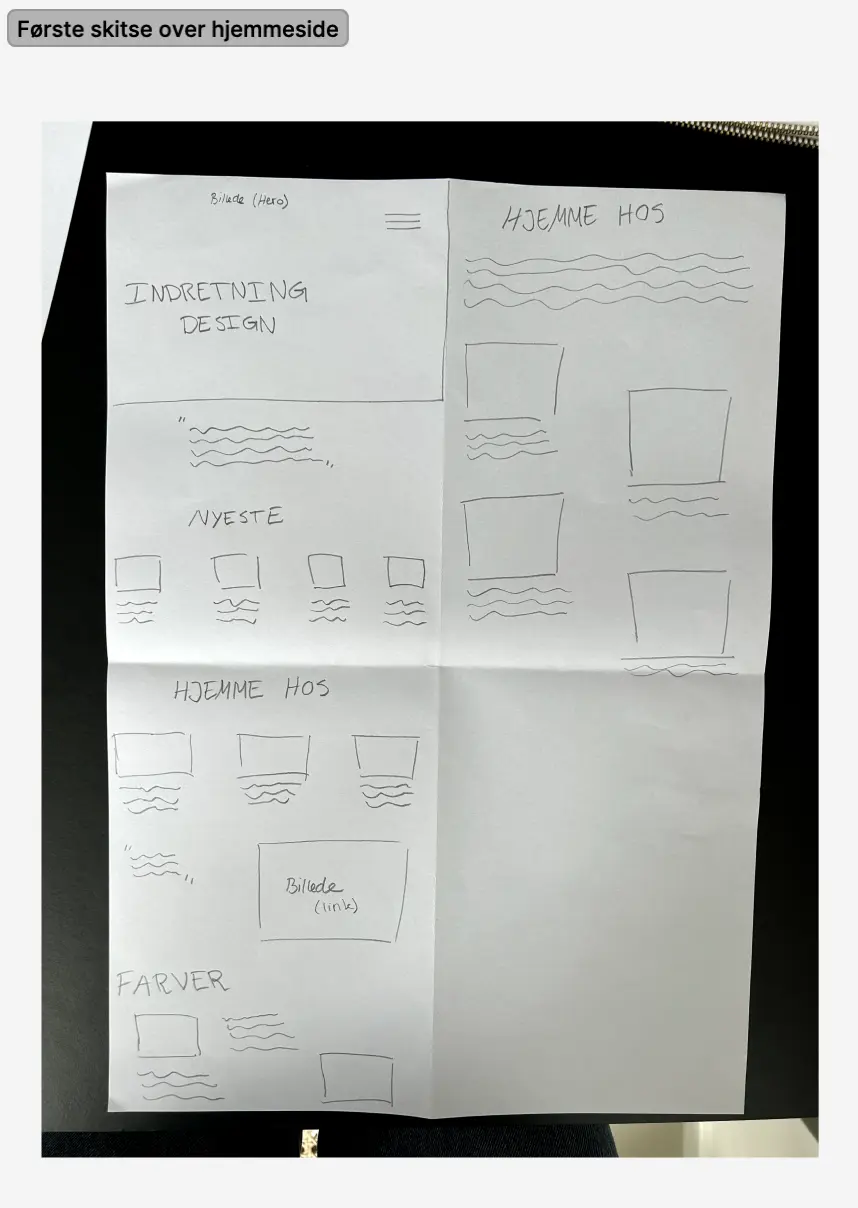 Første skitse over hjemmeside
Billede (Hero)
INDRETNING
DESIGN
NYESTE
HJEMME HOS
Billede
(link)
FARVER
HJEMME HOS